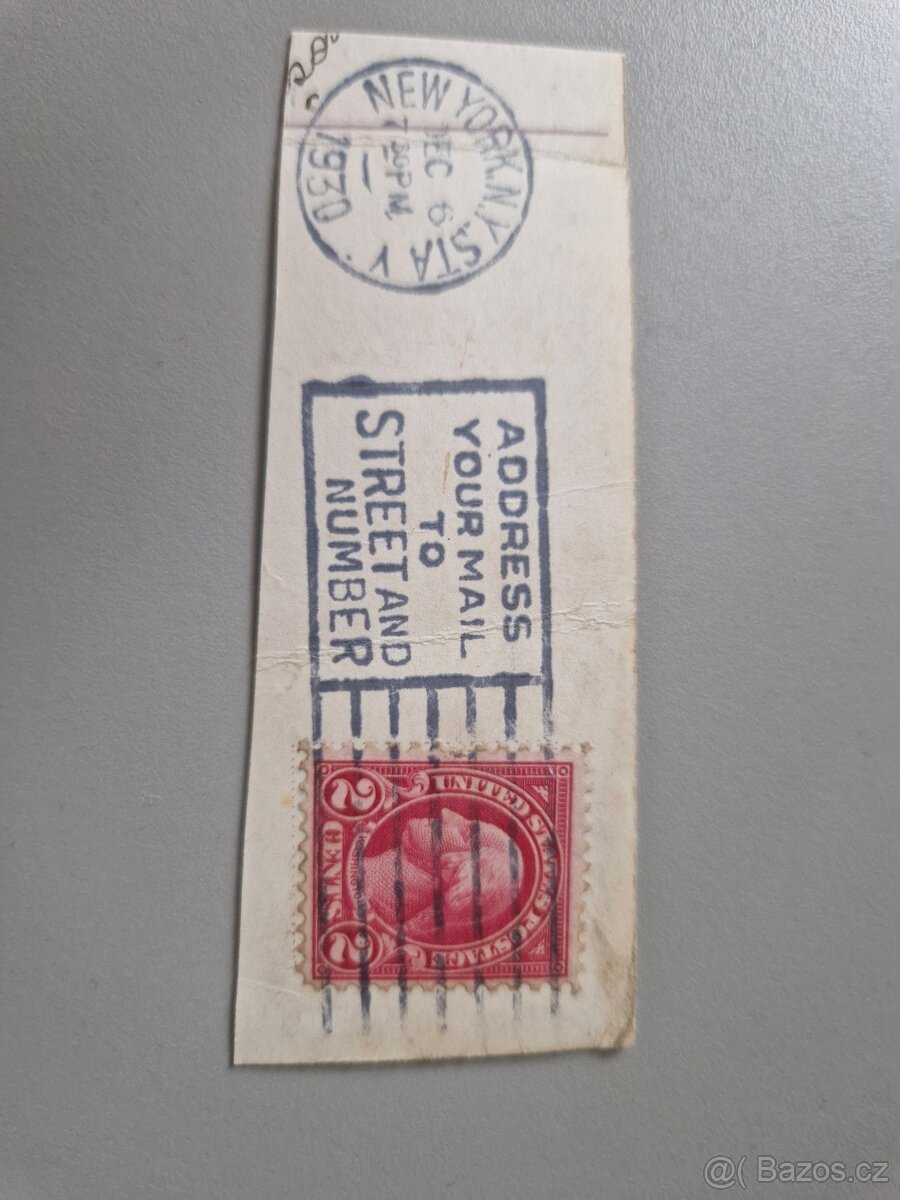 NEW YORK, N.Y. STA V
DEC 6
7 30 PM
1930
ADDRESS
YOUR MAIL
TO
STREET AND
NUMBER
UNITED STATES POSTAGE
WASHINGTON
2 CENTS 2
@( Bazos.cz